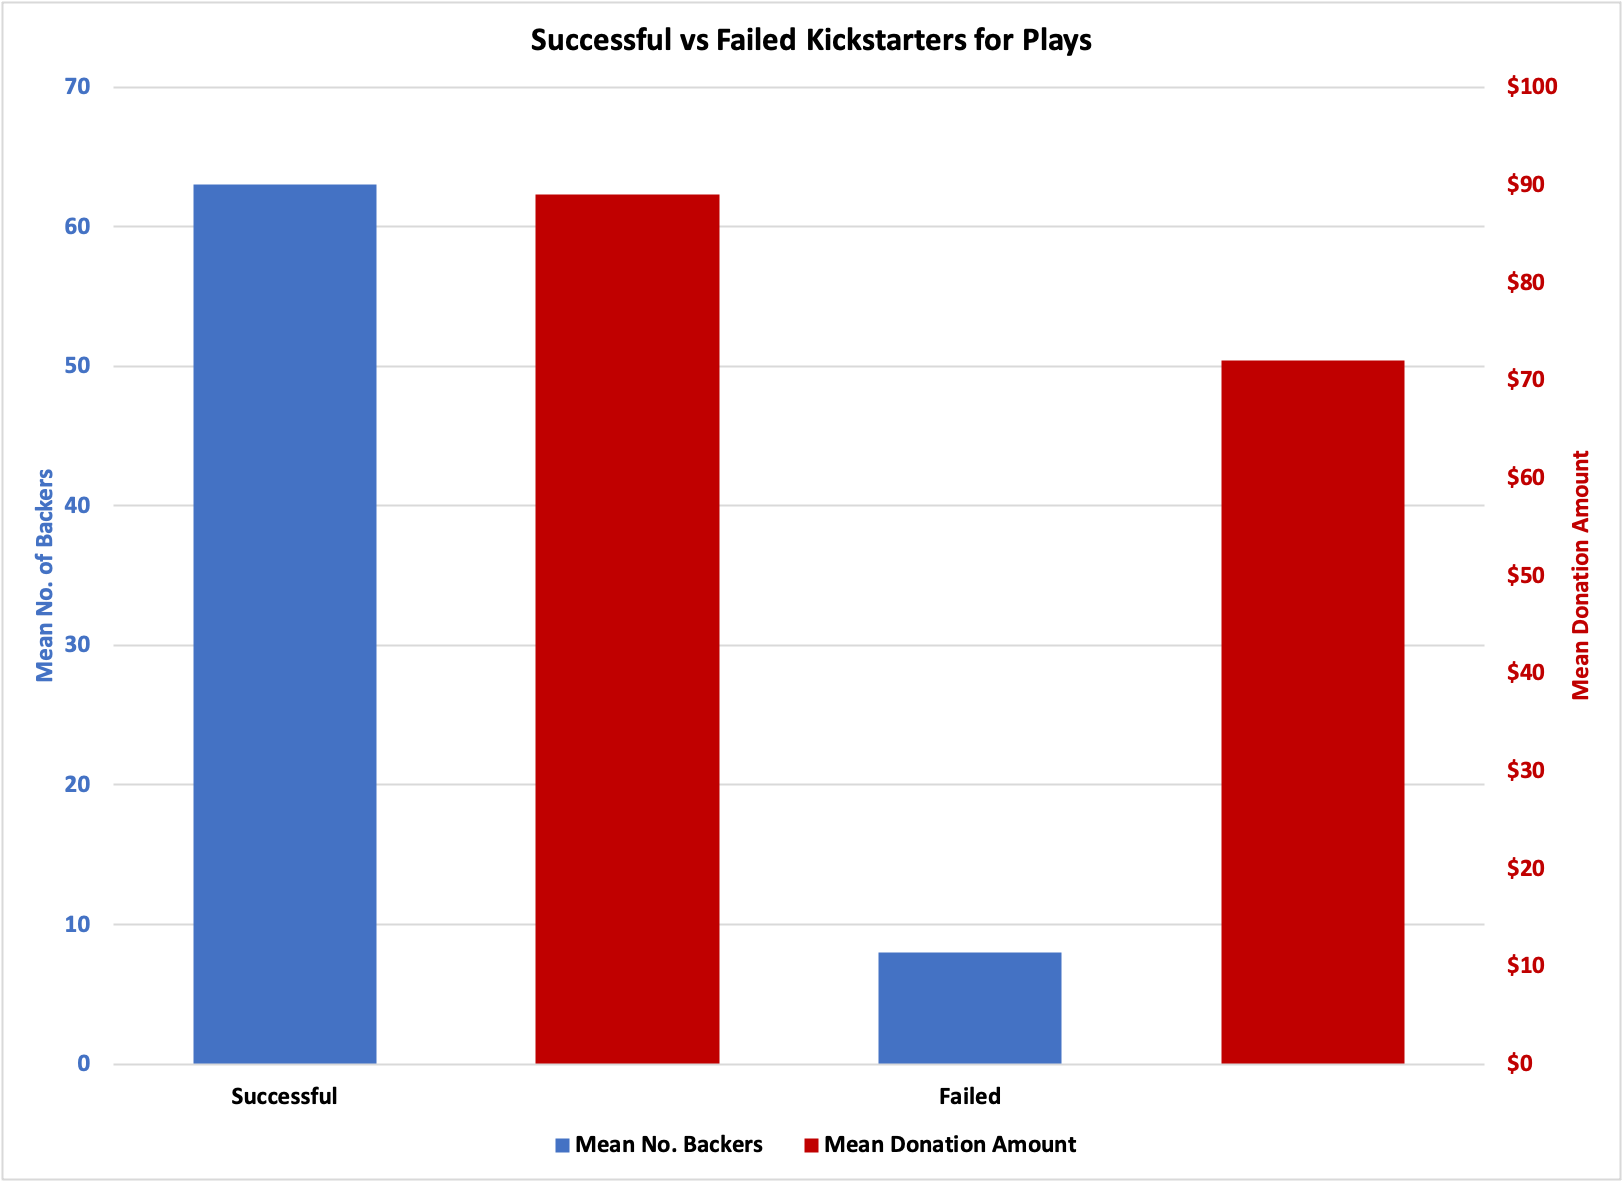 Successful vs Failed Kickstarters for Plays
70
60
50
40
30
20
10
0
Mean No. of Backers
$100
$90
$80
$70
$60
$50
$40
$30
$20
$10
$0
Mean Donation Amount
Successful
Failed
Mean No. Backers
Mean Donation Amount